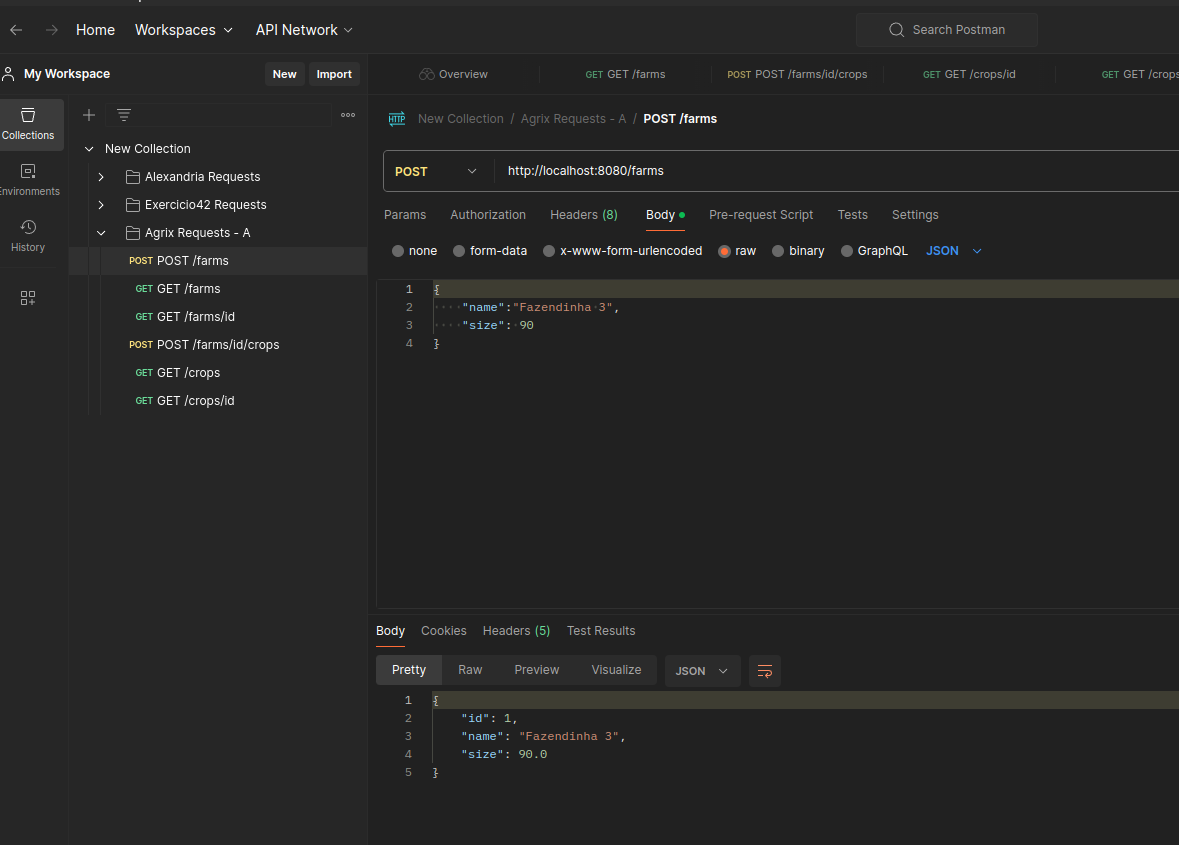 Home Workspaces API Network Search Postman
My Workspace New Import
Overview GET GET /farms POST POST /farms/id/crops GET GET /crops/id GET GET /crops
Collections
Environments
History
New Collection
Alexandria Requests
Exercicio42 Requests
Agrix Requests - A
POST POST /farms
GET GET /farms
GET GET /farms/id
POST POST /farms/id/crops
GET GET /crops
GET GET /crops/id
HTTP New Collection / Agrix Requests - A / POST /farms
POST http://localhost:8080/farms
Params Authorization Headers (8) Body Pre-request Script Tests Settings
none form-data x-www-form-urlencoded raw binary GraphQL JSON
1 {
2 ····"name":"Fazendinha·3",
3 ····"size":·90
4 }
Body Cookies Headers (5) Test Results
Pretty Raw Preview Visualize JSON
1 {
2     "id": 1,
3     "name": "Fazendinha 3",
4     "size": 90.0
5 }